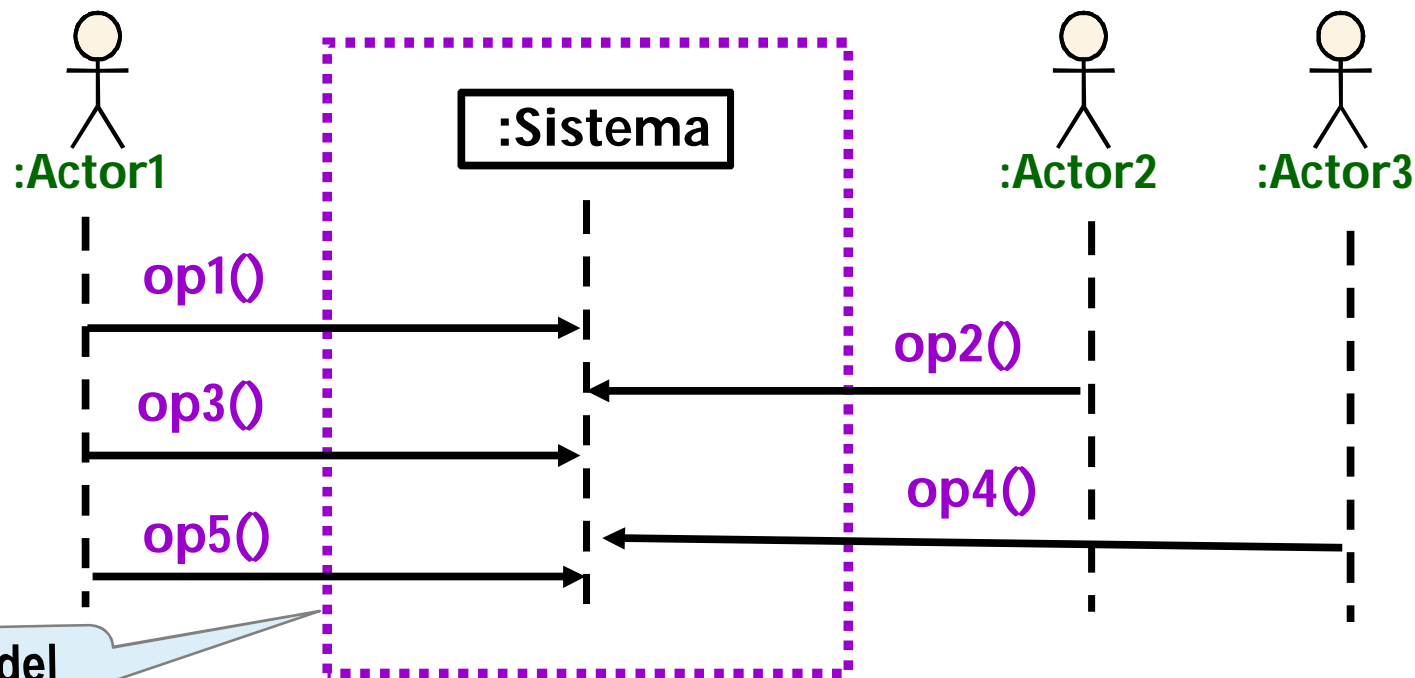 :Sistema
:Actor1
:Actor2
:Actor3
op1()
op2()
op3()
op4()
op5()
del